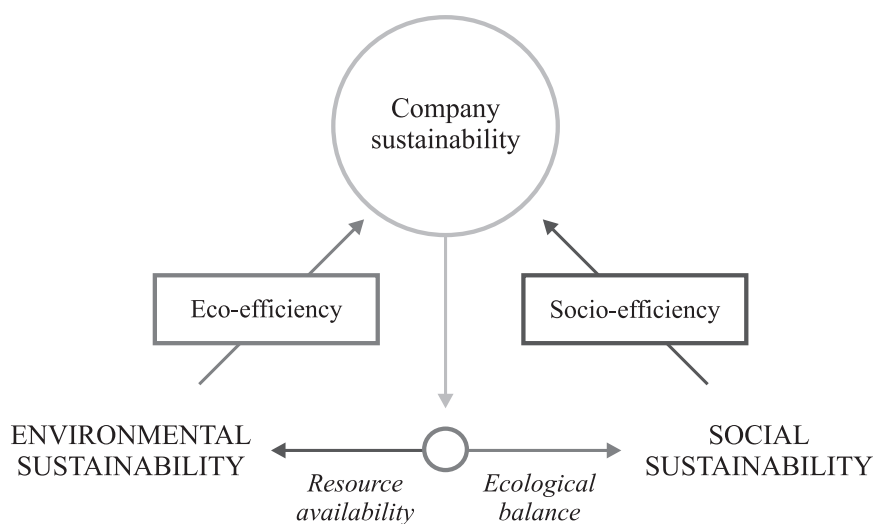 Company
sustainability
Eco-efficiency
Socio-efficiency
ENVIRONMENTAL
SUSTAINABILITY
SOCIAL
SUSTAINABILITY
Resource
availability
Ecological
balance